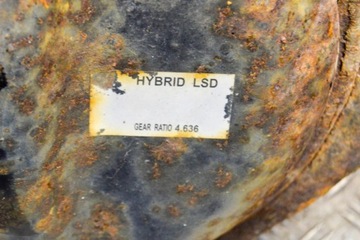 HYBRID LSD
GEAR RATIO 4.636